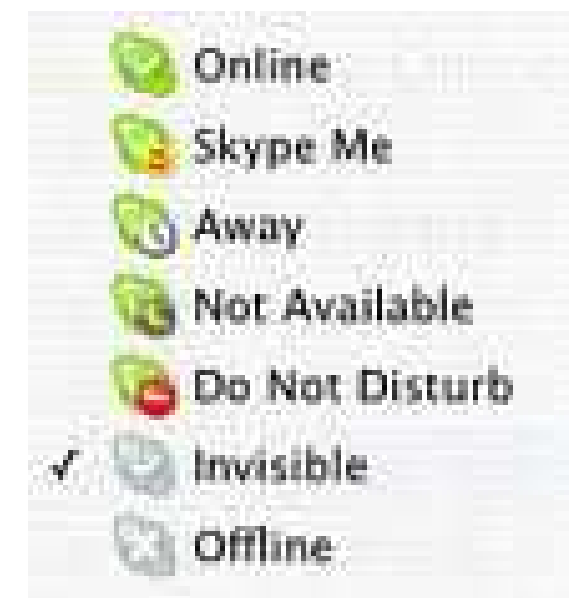 Online
Skype Me
Away
Not Available
Do Not Disturb
Invisible
Offline